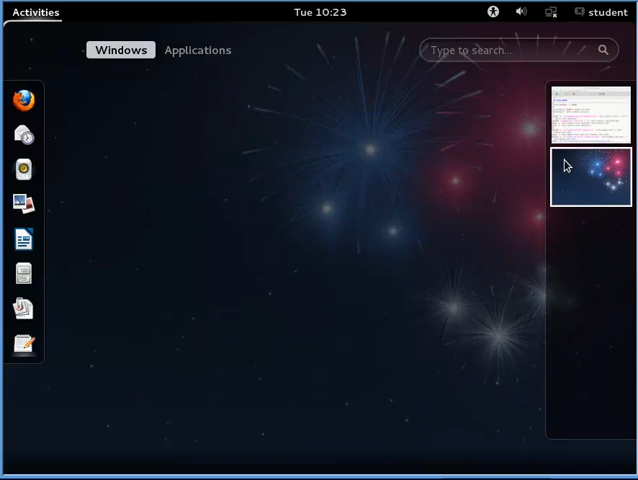 Activities
Tue 10:23
student
Windows
Applications
Type to search...